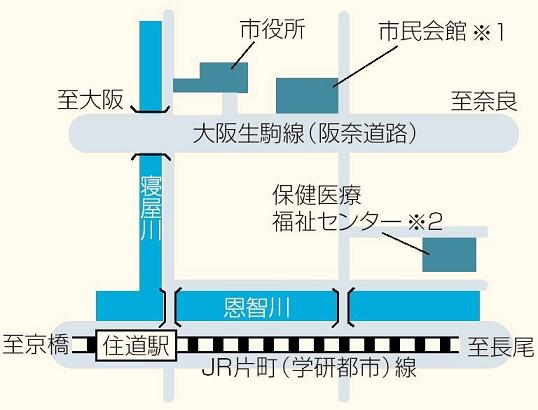 市役所
市民会館 ※1
至大阪
至奈良
大阪生駒線(阪奈道路)
寝屋川
保健医療
福祉センター ※2
恩智川
至京橋
住道駅
至長尾
JR片町(学研都市)線